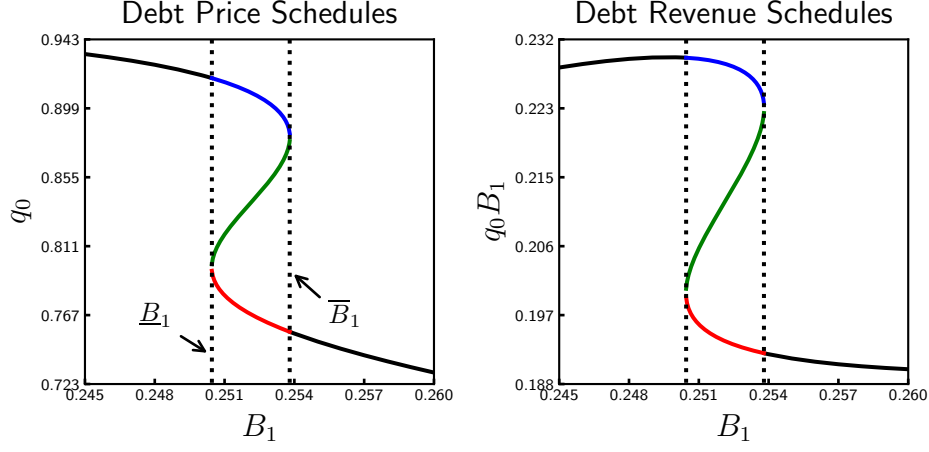 Debt Price Schedules
0.943
0.899
0.855
0.811
0.767
0.723
q₀
B̲₁
B̅₁
0.245 0.248 0.251 0.254 0.257 0.260
B₁
Debt Revenue Schedules
0.232
0.223
0.215
0.206
0.197
0.188
q₀B₁
0.245 0.248 0.251 0.254 0.257 0.260
B₁